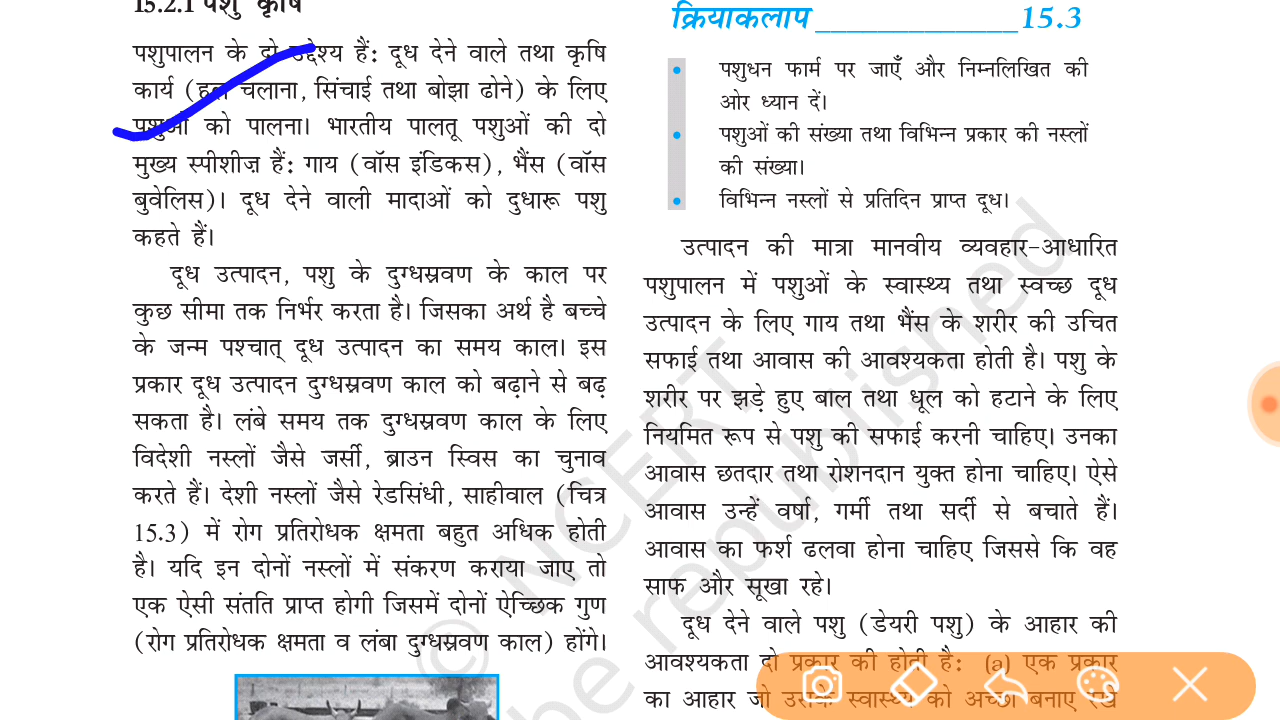 15.2.1 पशु कृषि
पशुपालन के दो उद्देश्य हैं: दूध देने वाले तथा कृषि
कार्य (हल चलाना, सिंचाई तथा बोझा ढोने) के लिए
पशुओं को पालना। भारतीय पालतू पशुओं की दो
मुख्य स्पीशीज़ हैं: गाय (वॉस इंडिकस), भैंस (वॉस
बुवेलिस)। दूध देने वाली मादाओं को दुधारू पशु
कहते हैं।
दूध उत्पादन, पशु के दुग्धस्रवण के काल पर
कुछ सीमा तक निर्भर करता है। जिसका अर्थ है बच्चे
के जन्म पश्चात् दूध उत्पादन का समय काल। इस
प्रकार दूध उत्पादन दुग्धस्रवण काल को बढ़ाने से बढ़
सकता है। लंबे समय तक दुग्धस्रवण काल के लिए
विदेशी नस्लों जैसे जर्सी, ब्राउन स्विस का चुनाव
करते हैं। देशी नस्लों जैसे रेडसिंधी, साहीवाल (चित्र
15.3) में रोग प्रतिरोधक क्षमता बहुत अधिक होती
है। यदि इन दोनों नस्लों में संकरण कराया जाए तो
एक ऐसी संतति प्राप्त होगी जिसमें दोनों ऐच्छिक गुण
(रोग प्रतिरोधक क्षमता व लंबा दुग्धस्रवण काल) होंगे।
क्रियाकलाप _____________15.3
• पशुधन फार्म पर जाएँ और निम्नलिखित की
ओर ध्यान दें।
• पशुओं की संख्या तथा विभिन्न प्रकार की नस्लों
की संख्या।
• विभिन्न नस्लों से प्रतिदिन प्राप्त दूध।
उत्पादन की मात्रा मानवीय व्यवहार-आधारित
पशुपालन में पशुओं के स्वास्थ्य तथा स्वच्छ दूध
उत्पादन के लिए गाय तथा भैंस के शरीर की उचित
सफाई तथा आवास की आवश्यकता होती है। पशु के
शरीर पर झड़े हुए बाल तथा धूल को हटाने के लिए
नियमित रूप से पशु की सफाई करनी चाहिए। उनका
आवास छतदार तथा रोशनदान युक्त होना चाहिए। ऐसे
आवास उन्हें वर्षा, गर्मी तथा सर्दी से बचाते हैं।
आवास का फर्श ढलवा होना चाहिए जिससे कि वह
साफ और सूखा रहे।
दूध देने वाले पशु (डेयरी पशु) के आहार की
आवश्यकता दो प्रकार की होती है: (a) एक प्रकार
का आहार जो उसके स्वास्थ्य को अच्छा बनाए रखे
© NCERT
be republished